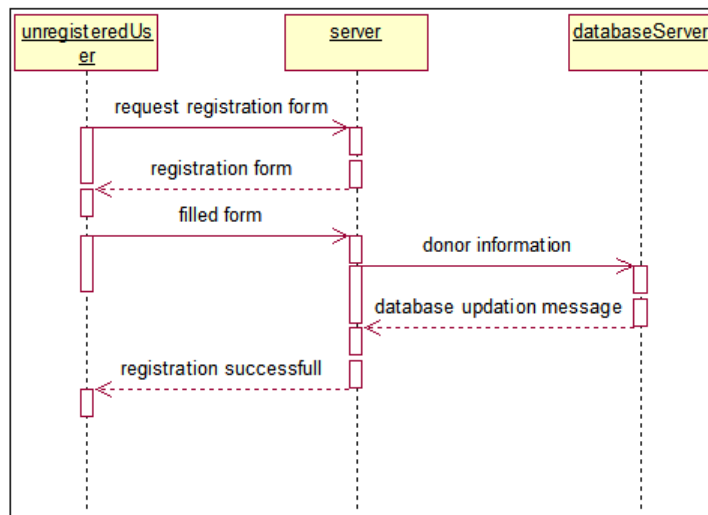 unregisteredUs
er
server
databaseServer
request registration form
registration form
filled form
donor information
database updation message
registration successfull